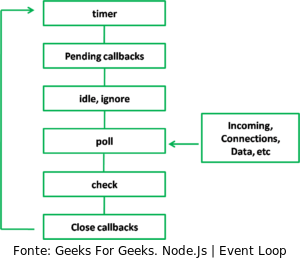 timer
Pending callbacks
idle, ignore
poll
Incoming,
Connections,
Data, etc
check
Close callbacks
Fonte: Geeks For Geeks. Node.Js | Event Loop